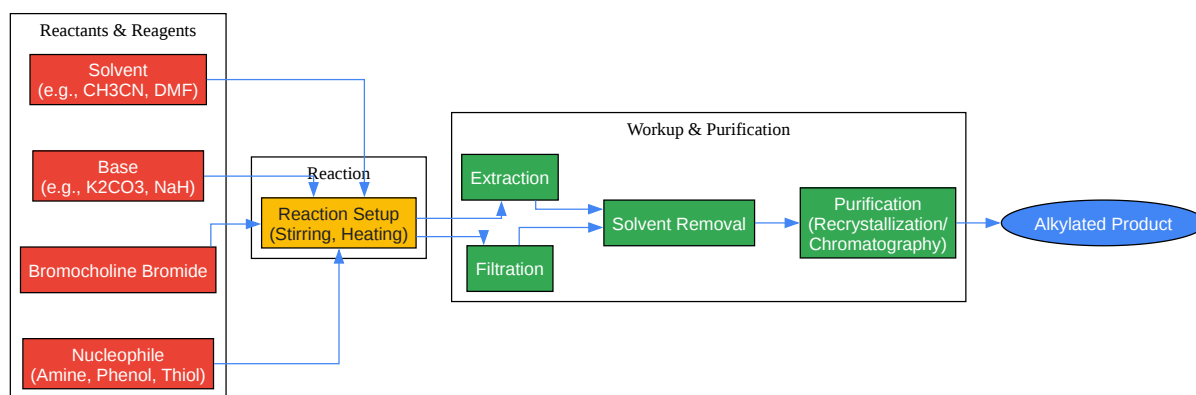 Reactants & Reagents
Solvent
(e.g., CH3CN, DMF)
Base
(e.g., K2CO3, NaH)
Bromocholine Bromide
Nucleophile
(Amine, Phenol, Thiol)
Reaction
Reaction Setup
(Stirring, Heating)
Workup & Purification
Extraction
Filtration
Solvent Removal
Purification
(Recrystallization/
Chromatography)
Alkylated Product